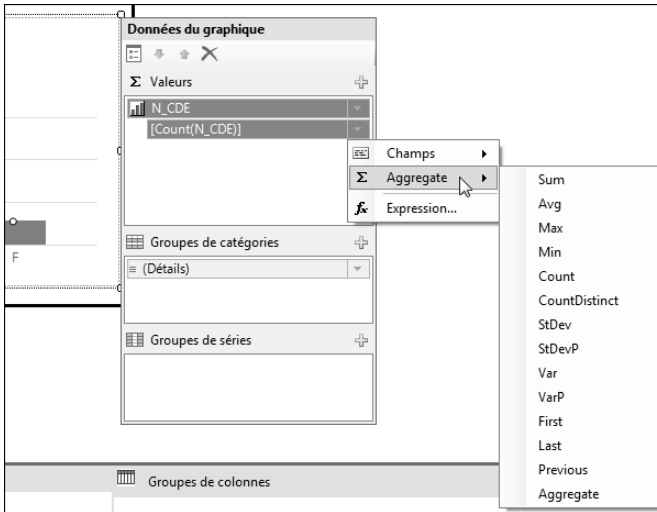 Données du graphique
Σ Valeurs
N_CDE
[Count(N_CDE)]
Champs
Σ Aggregate
fx Expression...
Sum
Avg
Max
Min
Count
CountDistinct
StDev
StDevP
Var
VarP
First
Last
Previous
Aggregate
Groupes de catégories
(Détails)
Groupes de séries
F
Groupes de colonnes